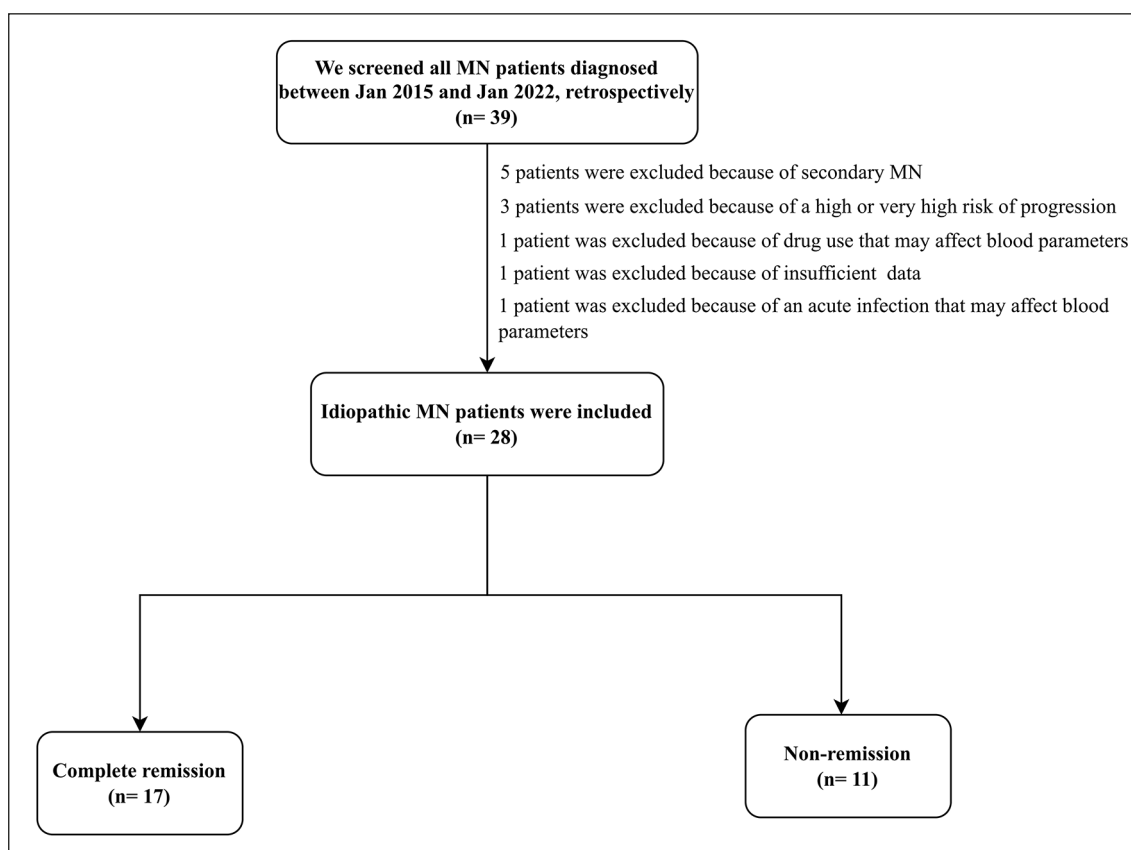 We screened all MN patients diagnosed
between Jan 2015 and Jan 2022, retrospectively
(n= 39)
5 patients were excluded because of secondary MN
3 patients were excluded because of a high or very high risk of progression
1 patient was excluded because of drug use that may affect blood parameters
1 patient was excluded because of insufficient data
1 patient was excluded because of an acute infection that may affect blood
parameters
Idiopathic MN patients were included
(n= 28)
Complete remission
(n= 17)
Non-remission
(n= 11)